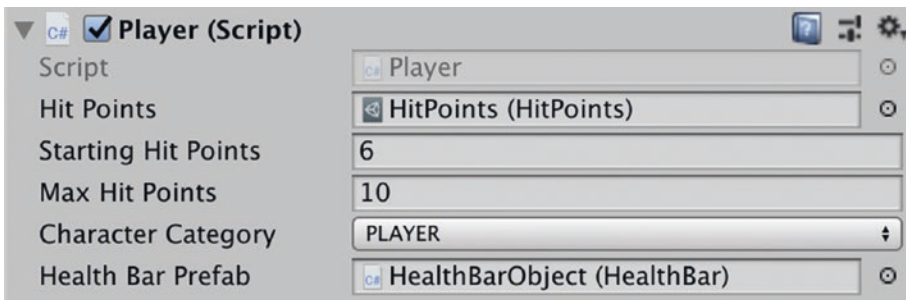 C# Player (Script)
Script C# Player
Hit Points HitPoints (HitPoints)
Starting Hit Points 6
Max Hit Points 10
Character Category PLAYER
Health Bar Prefab C# HealthBarObject (HealthBar)